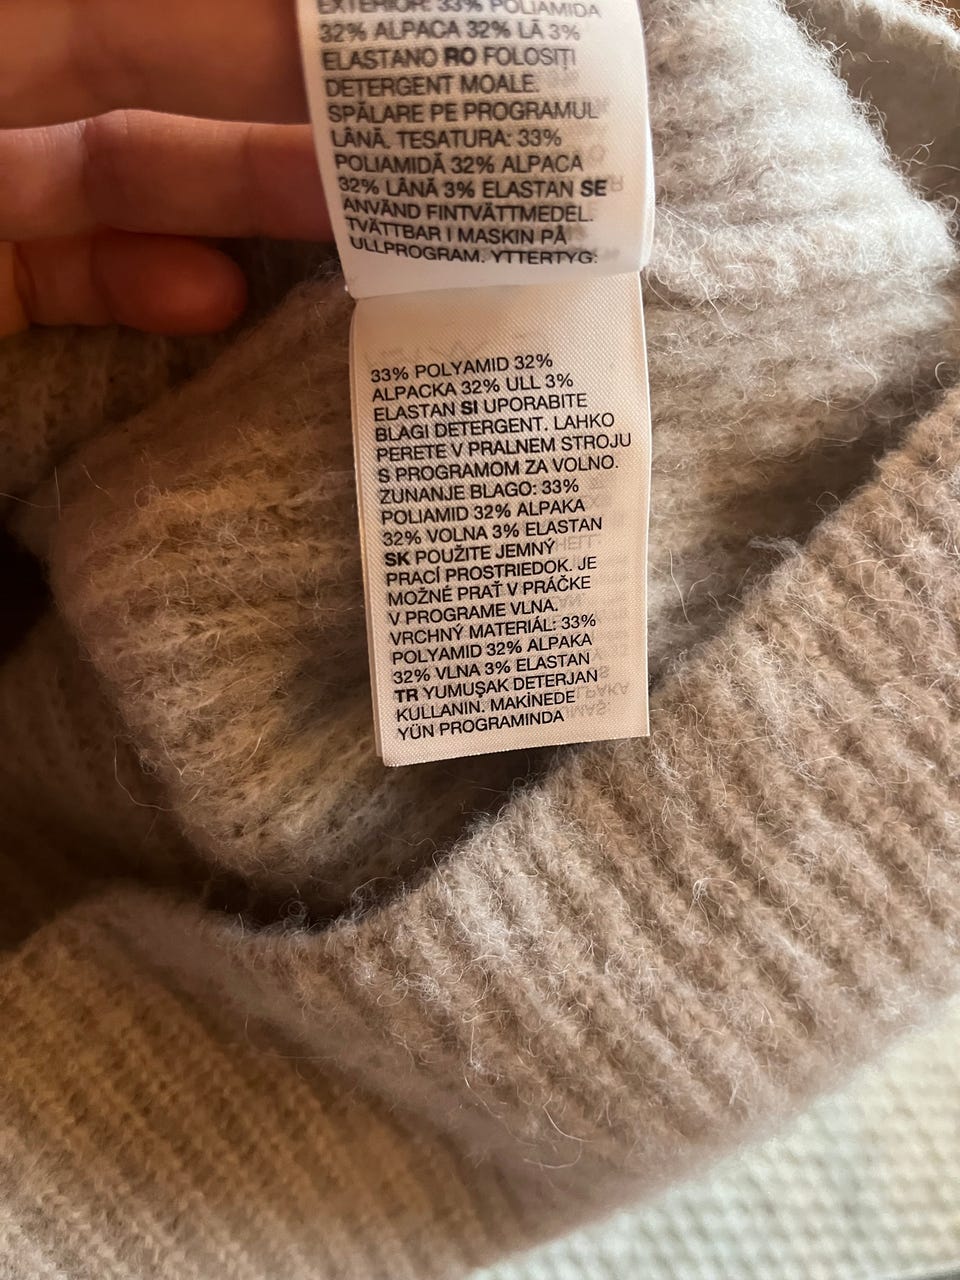 EXTERIOR: 33% POLIAMIDA
32% ALPACA 32% LÃ 3%
ELASTANO RO FOLOSIȚI
DETERGENT MOALE.
SPĂLARE PE PROGRAMUL
LÂNĂ. TESATURA: 33%
POLIAMIDĂ 32% ALPACA
32% LÂNĂ 3% ELASTAN SE
ANVÄND FINTVÄTTMEDEL.
TVÄTTBAR I MASKIN PÅ
ULLPROGRAM. YTTERTYG:
33% POLYAMID 32%
ALPACKA 32% ULL 3%
ELASTAN SI UPORABITE
BLAGI DETERGENT. LAHKO
PERETE V PRALNEM STROJU
S PROGRAMOM ZA VOLNO.
ZUNANJE BLAGO: 33%
POLIAMID 32% ALPAKA
32% VOLNA 3% ELASTAN
SK POUŽITE JEMNÝ
PRACÍ PROSTRIEDOK. JE
MOŽNÉ PRAŤ V PRÁČKE
V PROGRAME VLNA.
VRCHNÝ MATERIÁL: 33%
POLYAMID 32% ALPAKA
32% VLNA 3% ELASTAN
TR YUMUŞAK DETERJAN
KULLANIN. MAKİNEDE
YÜN PROGRAMINDA